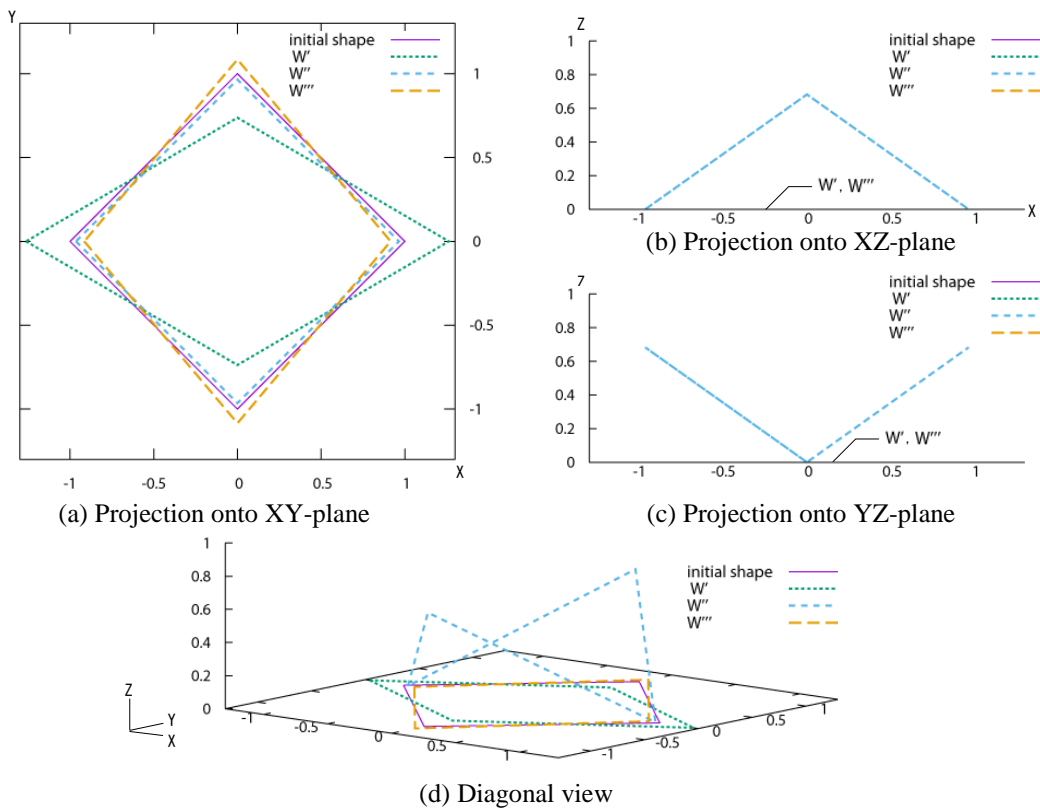 Y
initial shape
W'
W''
W'''
1
0.5
0
-0.5
-1
X
-1 -0.5 0 0.5 1
(a) Projection onto XY-plane
Z
1
0.8
0.6
0.4
0.2
0
initial shape
W'
W''
W'''
W', W'''
-1 -0.5 0 0.5 1 X
(b) Projection onto XZ-plane
7
1
0.8
0.6
0.4
0.2
0
initial shape
W'
W''
W'''
W', W'''
-1 -0.5 0 0.5 1
(c) Projection onto YZ-plane
1
0.8
0.6
0.4
0.2
0
initial shape
W'
W''
W'''
Z
Y
X
-1 -0.5 0 0.5 1
-1 -0.5 0 0.5 1
(d) Diagonal view